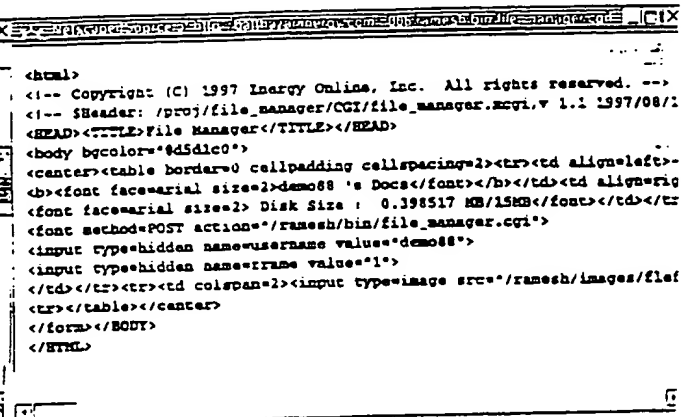 <html>
<!-- Copyright (C) 1997 Inergy Online, Inc. All rights reserved. -->
<!-- $Header: /proj/file_manager/CGI/file_manager.mcgi,v 1.1 1997/08/
<HEAD><TITLE>File Manager</TITLE></HEAD>
<body bgcolor="#d5d1c0">
<center><table border=0 cellpadding cellspacing=2><tr><td align=left>
<b><font face=arial size=2>demo88 's Docs</font></b></td><td align=rig
<font face=arial size=2> Disk Size : 0.398517 MB/15MB</font></td></tr
<form method=POST action="/ramesh/bin/file_manager.cgi">
<input type=hidden name=username value="demo88">
<input type=hidden name=frame value="1">
</td></tr><tr><td colspan=2><input type=image src="/ramesh/images/flef
<tr></table></center>
</form></BODY>
</HTML>